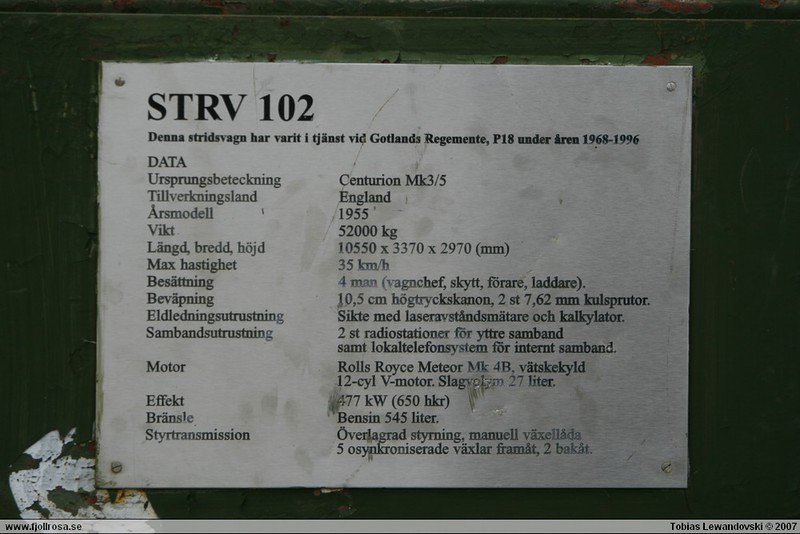 STRV 102
Denna stridsvagn har varit i tjänst vid Gotlands Regemente, P18 under åren 1968-1996
DATA
Ursprungsbeteckning Centurion Mk3/5
Tillverkningsland England
Årsmodell 1955
Vikt 52000 kg
Längd, bredd, höjd 10550 x 3370 x 2970 (mm)
Max hastighet 35 km/h
Besättning 4 man (vagnchef, skytt, förare, laddare).
Beväpning 10,5 cm högtryckskanon, 2 st 7,62 mm kulsprutor.
Eldledningsutrustning Sikte med laseravståndsmätare och kalkylator.
Sambandsutrustning 2 st radiostationer för yttre samband
samt lokaltelefonsystem för internt samband.
Motor Rolls Royce Meteor Mk 4B, vätskekyld
12-cyl V-motor. Slagvolym 27 liter.
Effekt 477 kW (650 hkr)
Bränsle Bensin 545 liter.
Styrtransmission Överlagrad styrning, manuell växellåda
5 osynkroniserade växlar framåt, 2 bakåt.
www.fjollrosa.se Tobias Lewandovski © 2007